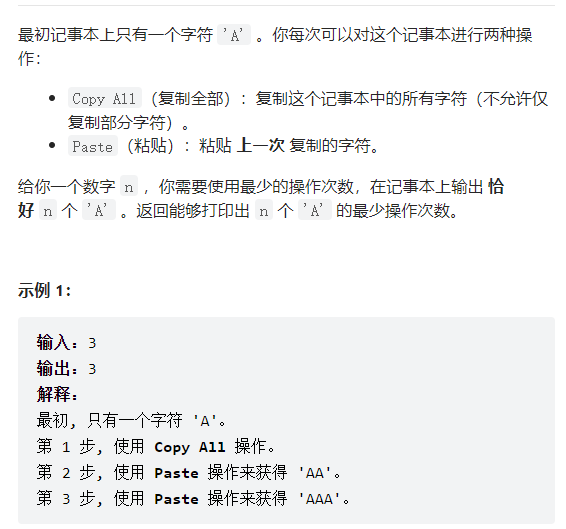 最初记事本上只有一个字符 'A' 。你每次可以对这个记事本进行两种操
作：
• Copy All（复制全部）：复制这个记事本中的所有字符（不允许仅
复制部分字符）。
• Paste（粘贴）：粘贴 上一次 复制的字符。
给你一个数字 n ，你需要使用最少的操作次数，在记事本上输出 恰
好 n 个 'A' 。返回能够打印出 n 个 'A' 的最少操作次数。
示例 1：
输入：3
输出：3
解释：
最初, 只有一个字符 'A'。
第 1 步, 使用 Copy All 操作。
第 2 步, 使用 Paste 操作来获得 'AA'。
第 3 步, 使用 Paste 操作来获得 'AAA'。